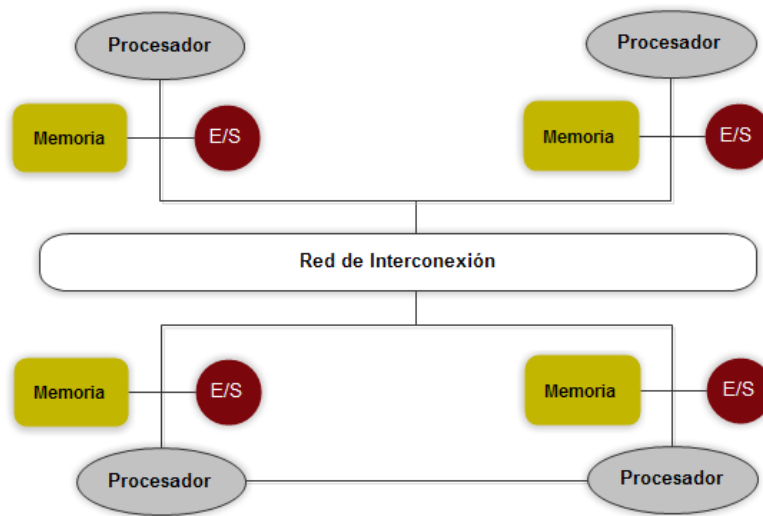 Procesador
Procesador
Memoria
E/S
Memoria
E/S
Red de Interconexión
Memoria
E/S
Memoria
E/S
Procesador
Procesador